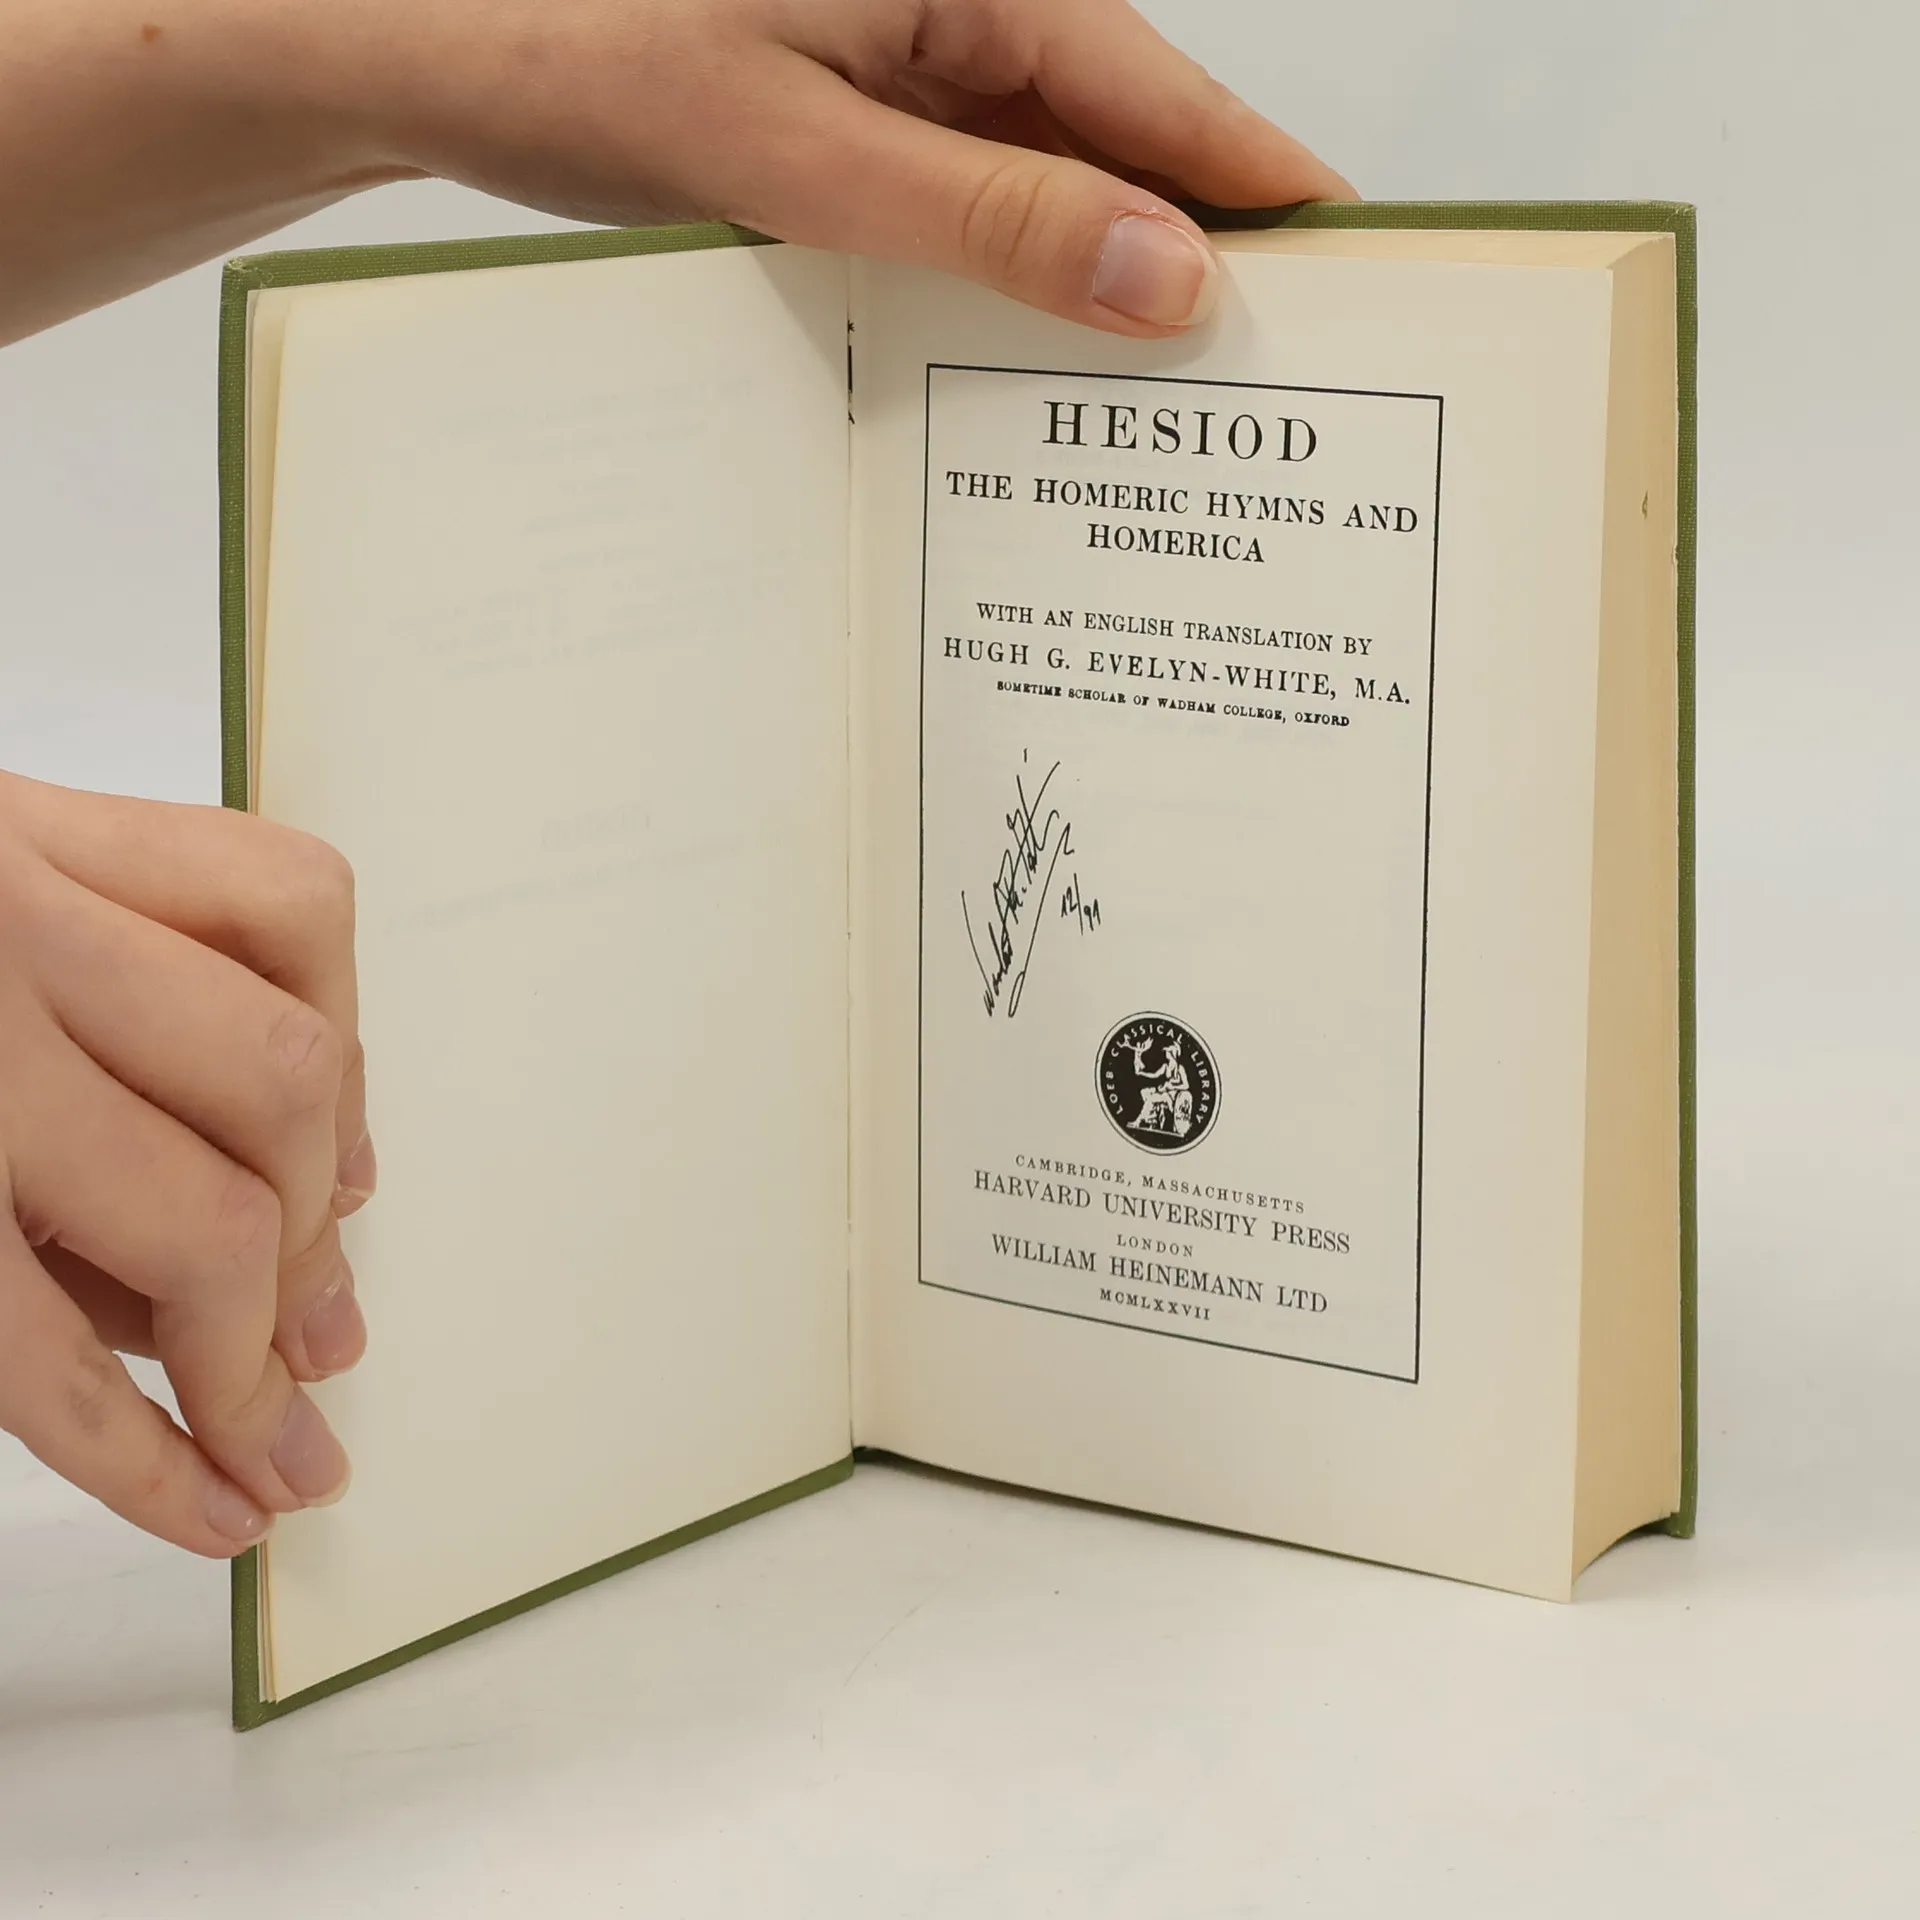 HESIOD
THE HOMERIC HYMNS AND
HOMERICA
WITH AN ENGLISH TRANSLATION BY
HUGH G. EVELYN-WHITE, M.A.
SOMETIME SCHOLAR OF WADHAM COLLEGE, OXFORD
12/91
LOEB CLASSICAL LIBRARY
CAMBRIDGE, MASSACHUSETTS
HARVARD UNIVERSITY PRESS
LONDON
WILLIAM HEINEMANN LTD
MCMLXXVII